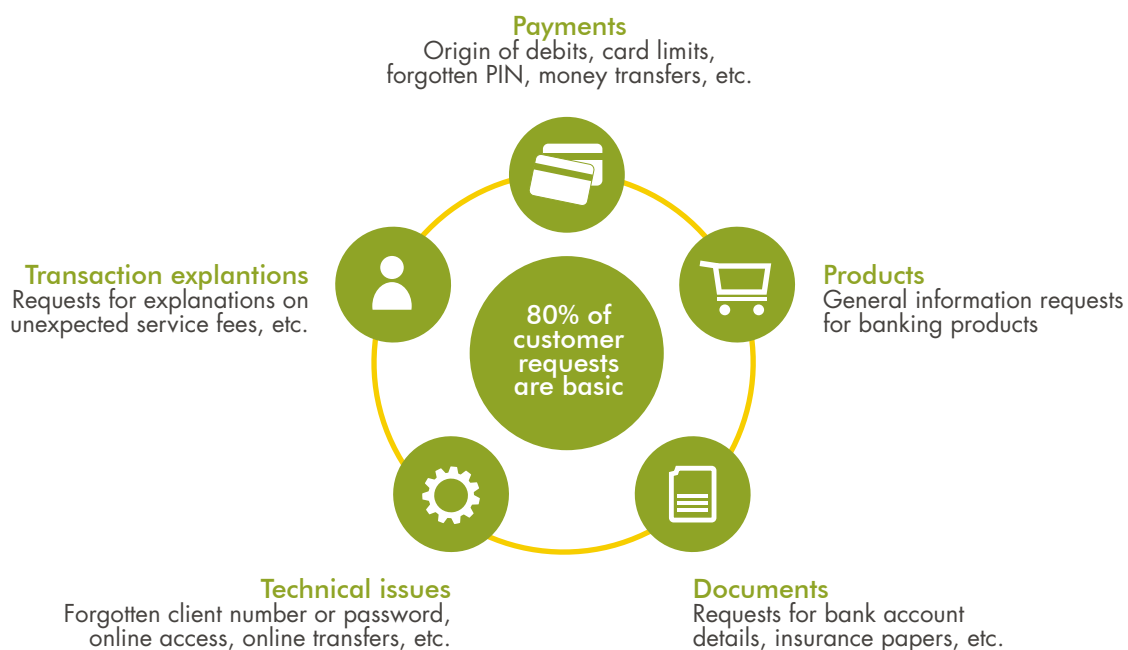 Payments
Origin of debits, card limits,
forgotten PIN, money transfers, etc.
Transaction explantions
Requests for explanations on
unexpected service fees, etc.
80% of
customer
requests
are basic
Products
General information requests
for banking products
Technical issues
Forgotten client number or password,
online access, online transfers, etc.
Documents
Requests for bank account
details, insurance papers, etc.